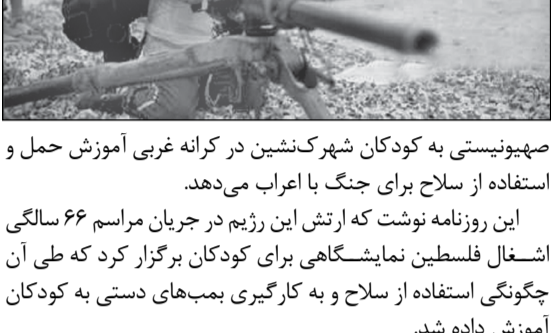 صهیونیستی به کودکان شهرک‌نشین در کرانه غربی آموزش حمل و
استفاده از سلاح برای جنگ با اعراب می‌دهد.
این روزنامه نوشت که ارتش این رژیم در جریان مراسم ۶۶ سالگی
اشغال فلسطین نمایشگاهی برای کودکان برگزار کرد که طی آن
چگونگی استفاده از سلاح و به کارگیری بمب‌های دستی به کودکان
آموزش داده شد.